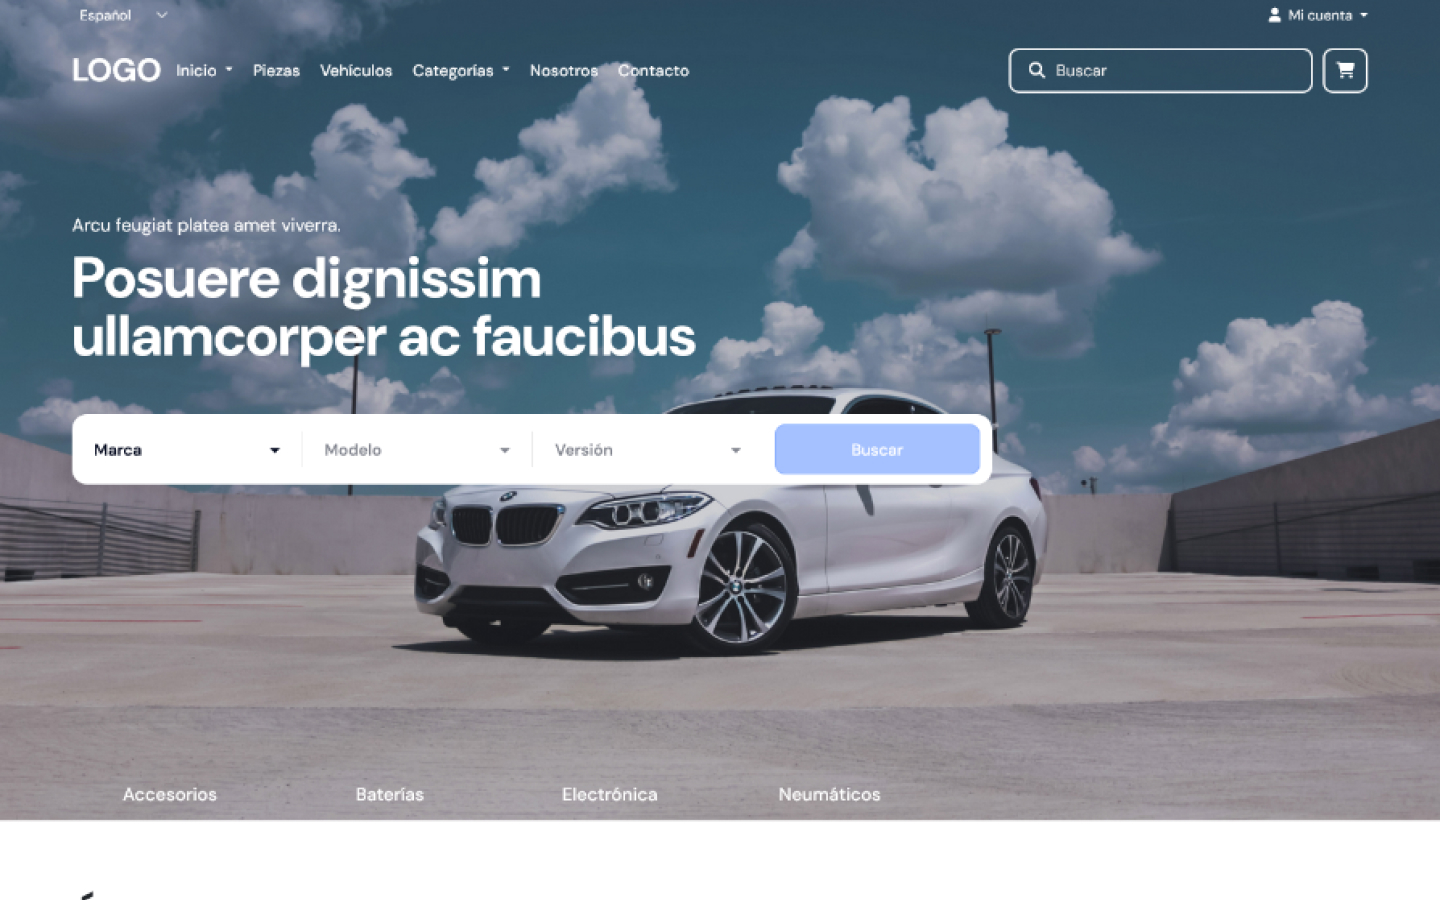 Español
Mi cuenta
LOGO Inicio Piezas Vehículos Categorías Nosotros Contacto
Buscar
Arcu feugiat platea amet viverra.
Posuere dignissim
ullamcorper ac faucibus
Marca Modelo Versión Buscar
Accesorios Baterías Electrónica Neumáticos